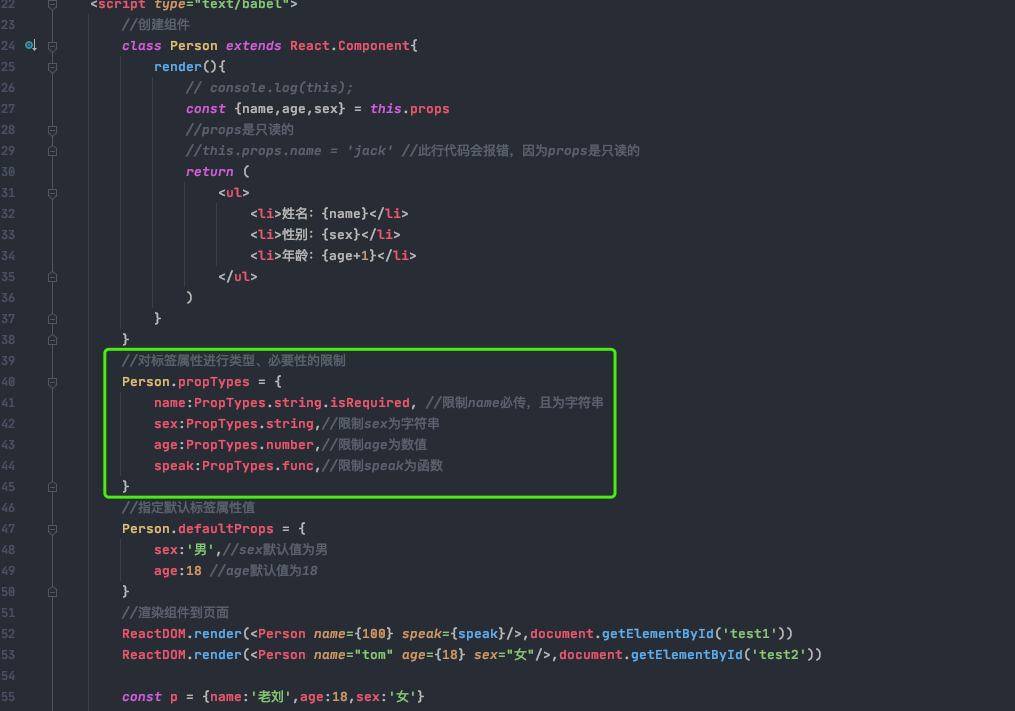 22 <script type="text/babel">
23 //创建组件
24 class Person extends React.Component{
25 render(){
26 // console.log(this);
27 const {name,age,sex} = this.props
28 //props是只读的
29 //this.props.name = 'jack' //此行代码会报错，因为props是只读的
30 return (
31 <ul>
32 <li>姓名：{name}</li>
33 <li>性别：{sex}</li>
34 <li>年龄：{age+1}</li>
35 </ul>
36 )
37 }
38 }
39 //对标签属性进行类型、必要性的限制
40 Person.propTypes = {
41 name:PropTypes.string.isRequired, //限制name必传，且为字符串
42 sex:PropTypes.string,//限制sex为字符串
43 age:PropTypes.number,//限制age为数值
44 speak:PropTypes.func,//限制speak为函数
45 }
46 //指定默认标签属性值
47 Person.defaultProps = {
48 sex:'男',//sex默认值为男
49 age:18 //age默认值为18
50 }
51 //渲染组件到页面
52 ReactDOM.render(<Person name={100} speak={speak}/>,document.getElementById('test1'))
53 ReactDOM.render(<Person name="tom" age={18} sex="女"/>,document.getElementById('test2'))
54
55 const p = {name:'老刘',age:18,sex:'女'}